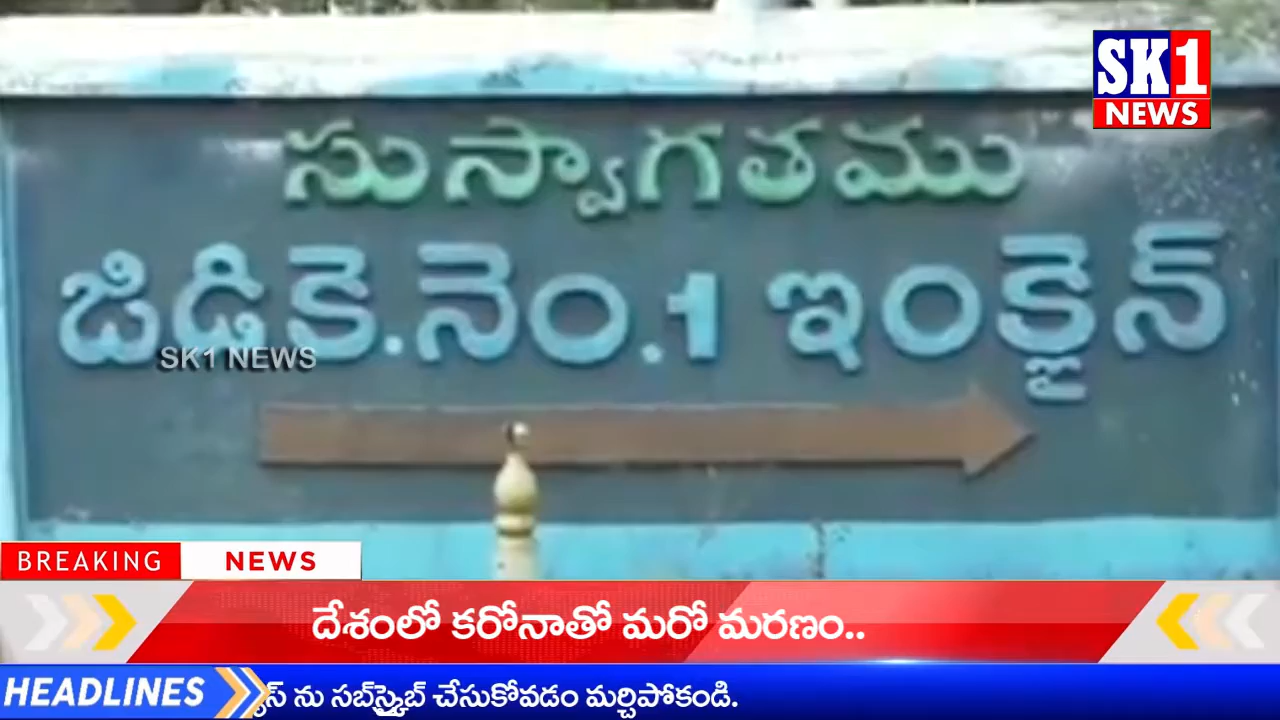 SK1
NEWS
సుస్వాగతము
జిడికె.నెం.1 ఇంక్లైన్
SK1 NEWS
BREAKING NEWS
దేశంలో కరోనాతో మరో మరణం..
HEADLINES ను సబ్‌స్క్రైబ్ చేసుకోవడం మర్చిపోకండి.